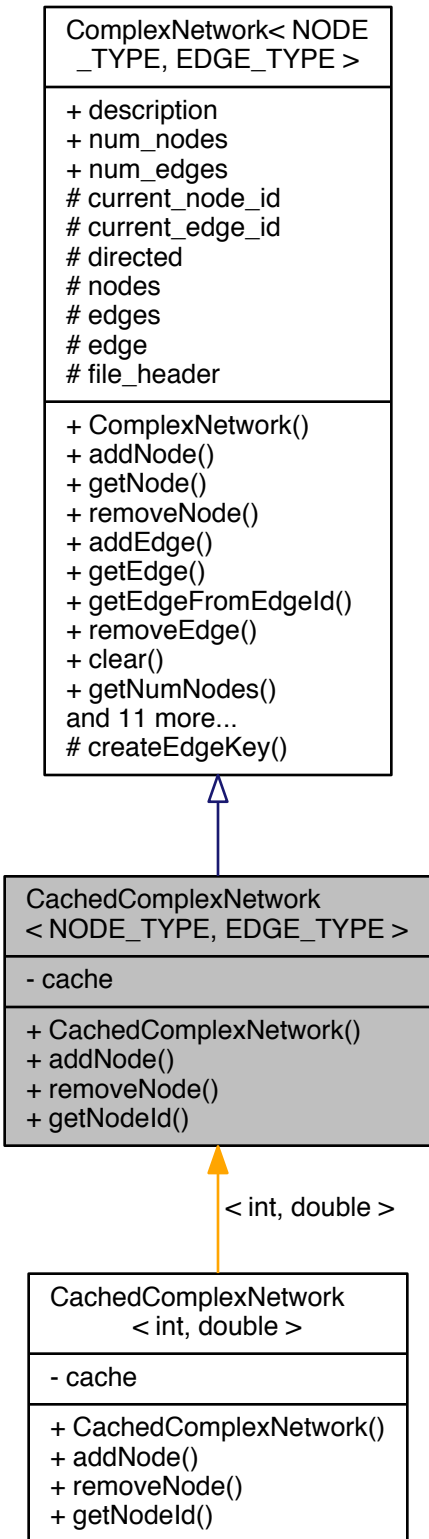 ComplexNetwork< NODE
_TYPE, EDGE_TYPE >
+ description
+ num_nodes
+ num_edges
# current_node_id
# current_edge_id
# directed
# nodes
# edges
# edge
# file_header
+ ComplexNetwork()
+ addNode()
+ getNode()
+ removeNode()
+ addEdge()
+ getEdge()
+ getEdgeFromEdgeId()
+ removeEdge()
+ clear()
+ getNumNodes()
and 11 more...
# createEdgeKey()
CachedComplexNetwork
< NODE_TYPE, EDGE_TYPE >
- cache
+ CachedComplexNetwork()
+ addNode()
+ removeNode()
+ getNodeId()
< int, double >
CachedComplexNetwork
< int, double >
- cache
+ CachedComplexNetwork()
+ addNode()
+ removeNode()
+ getNodeId()